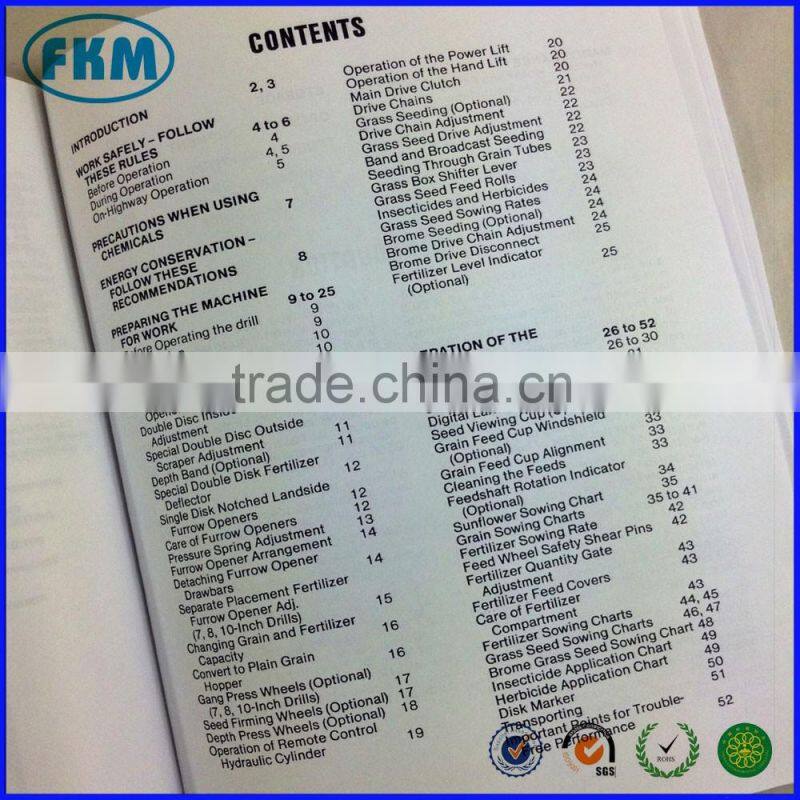 FKM
CONTENTS
INTRODUCTION 2, 3
WORK SAFELY – FOLLOW
THESE RULES 4 to 6
Before Operation 4
During Operation 4, 5
On-Highway Operation 5
PRECAUTIONS WHEN USING
CHEMICALS 7
ENERGY CONSERVATION –
FOLLOW THESE
RECOMMENDATIONS 8
PREPARING THE MACHINE
FOR WORK 9 to 25
Before Operating the drill 9
9
10
10
Double Disc Inside
Adjustment
Special Double Disc Outside
Scraper Adjustment 11
Depth Band (Optional) 11
Special Double Disk Fertilizer
Deflector 12
Single Disk Notched Landside
Furrow Openers 12
Care of Furrow Openers 12
Pressure Spring Adjustment 13
Furrow Opener Arrangement 14
Detaching Furrow Opener
Drawbars 14
Separate Placement Fertilizer
Furrow Opener Adj.
(7, 8, 10-Inch Drills) 15
Changing Grain and Fertilizer
Capacity 16
Convert to Plain Grain
Hopper 16
Gang Press Wheels (Optional)
(7, 8, 10-Inch Drills) 17
Seed Firming Wheels (Optional) 17
Depth Press Wheels (Optional) 18
Operation of Remote Control
Hydraulic Cylinder 19
Operation of the Power Lift 20
Operation of the Hand Lift 20
Main Drive Clutch 20
Drive Chains 21
Grass Seeding (Optional) 22
Drive Chain Adjustment 22
Grass Seed Drive Adjustment 22
Band and Broadcast Seeding 22
Seeding Through Grain Tubes 23
Grass Box Shifter Lever 23
Grass Seed Feed Rolls 24
Insecticides and Herbicides 24
Grass Seed Sowing Rates 24
Brome Seeding (Optional) 24
Brome Drive Chain Adjustment 25
Brome Drive Disconnect
Fertilizer Level Indicator
(Optional) 25
ERATION OF THE
26 to 52
26 to 30
trade.china.cn
Seed Viewing Cup
Grain Feed Cup Windshield
(Optional) 33
Grain Feed Cup Alignment 33
Cleaning the Feeds 33
Feedshaft Rotation Indicator
(Optional) 34
Sunflower Sowing Chart 35
Grain Sowing Charts 35 to 41
Fertilizer Sowing Rate 42
Feed Wheel Safety Shear Pins 42
Fertilizer Quantity Gate
Adjustment 43
Fertilizer Feed Covers 43
Care of Fertilizer
Compartment 43
Fertilizer Sowing Charts 44, 45
Grass Seed Sowing Charts 46, 47
Brome Grass Seed Sowing Chart 48
Insecticide Application Chart 49
Herbicide Application Chart 49
Disk Marker 50
Transporting 51
Important Points for Trouble-
Free Performance 52
SGS
ROHS